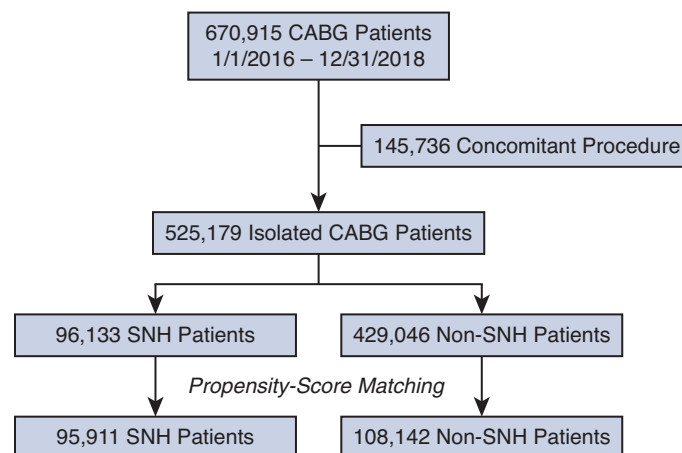 670,915 CABG Patients
1/1/2016 – 12/31/2018
145,736 Concomitant Procedure
525,179 Isolated CABG Patients
96,133 SNH Patients
429,046 Non-SNH Patients
Propensity-Score Matching
95,911 SNH Patients
108,142 Non-SNH Patients